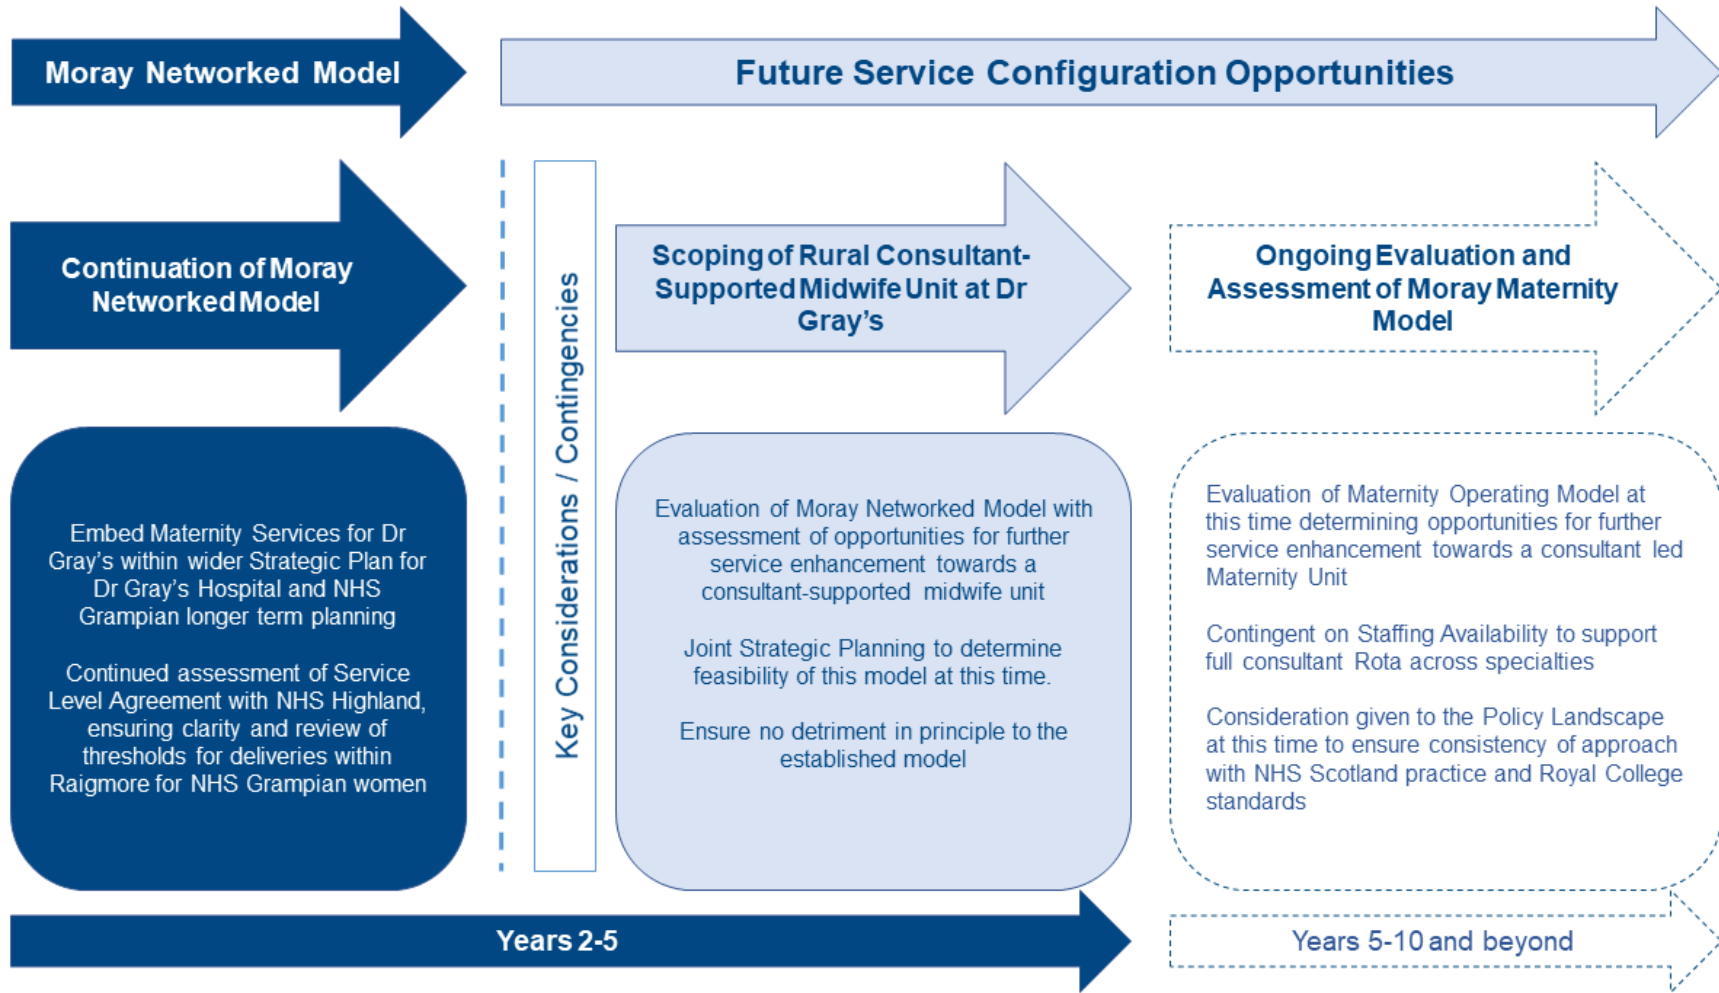 Moray Networked Model
Future Service Configuration Opportunities
Continuation of Moray
Networked Model
Key Considerations / Contingencies
Scoping of Rural Consultant-
Supported Midwife Unit at Dr
Gray's
Ongoing Evaluation and
Assessment of Moray Maternity
Model
Embed Maternity Services for Dr
Gray's within wider Strategic Plan for
Dr Gray's Hospital and NHS
Grampian longer term planning
Continued assessment of Service
Level Agreement with NHS Highland,
ensuring clarity and review of
thresholds for deliveries within
Raigmore for NHS Grampian women
Evaluation of Moray Networked Model with
assessment of opportunities for further
service enhancement towards a
consultant-supported midwife unit
Joint Strategic Planning to determine
feasibility of this model at this time.
Ensure no detriment in principle to the
established model
Evaluation of Maternity Operating Model at
this time determining opportunities for further
service enhancement towards a consultant led
Maternity Unit
Contingent on Staffing Availability to support
full consultant Rota across specialties
Consideration given to the Policy Landscape
at this time to ensure consistency of approach
with NHS Scotland practice and Royal College
standards
Years 2-5
Years 5-10 and beyond